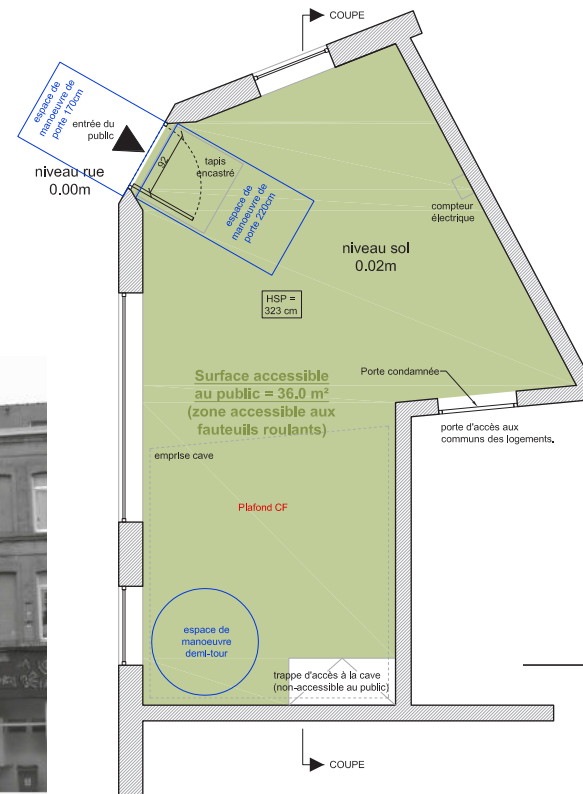 COUPE
espace de
manoeuvre de
porte 170cm
entrée du
public
niveau rue
0.00m
92
tapis
encastré
espace de
manoeuvre de
porte 220cm
compteur
électrique
niveau sol
0.02m
HSP =
323 cm
Surface accessible
au public = 36.0 m²
(zone accessible aux
fauteuils roulants)
Porte condamnée
porte d'accès aux
communs des logements.
emprise cave
Plafond CF
espace de
manoeuvre
demi-tour
trappe d'accès à la cave
(non-accessible au public)
COUPE